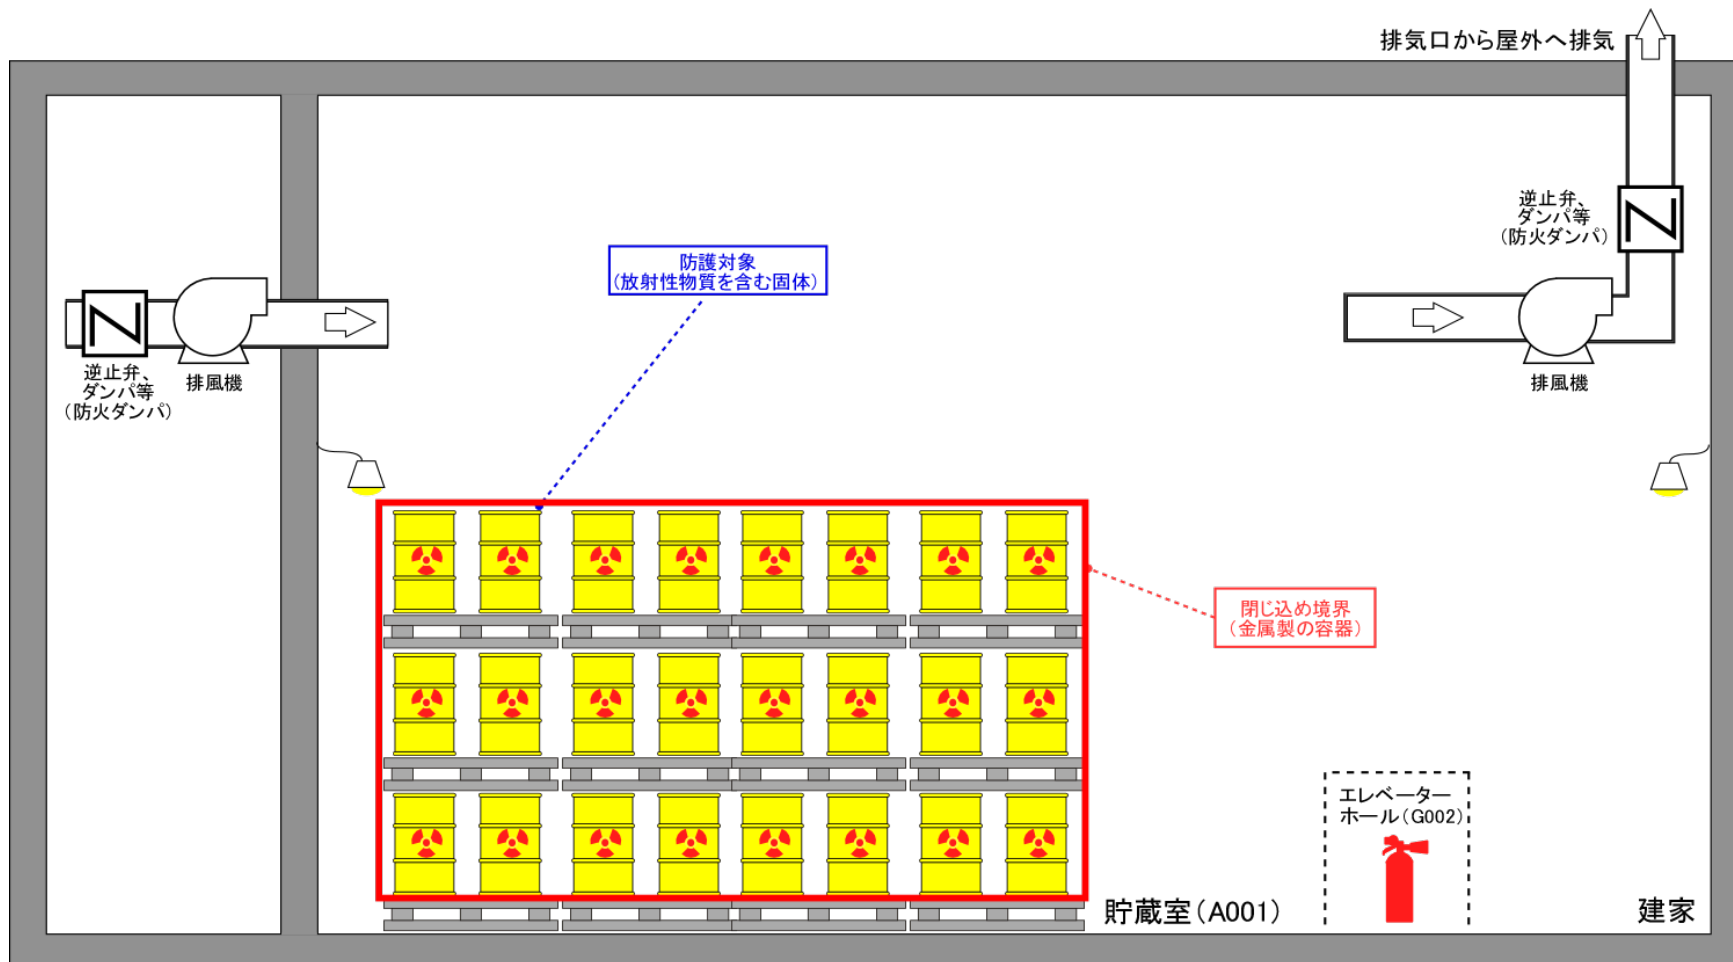 排気口から屋外へ排気
逆止弁、
ダンパ等
（防火ダンパ）
排風機
防護対象
（放射性物質を含む固体）
逆止弁、
ダンパ等
（防火ダンパ）
排風機
閉じ込め境界
（金属製の容器）
エレベーター
ホール（G002）
貯蔵室（A001）
建家